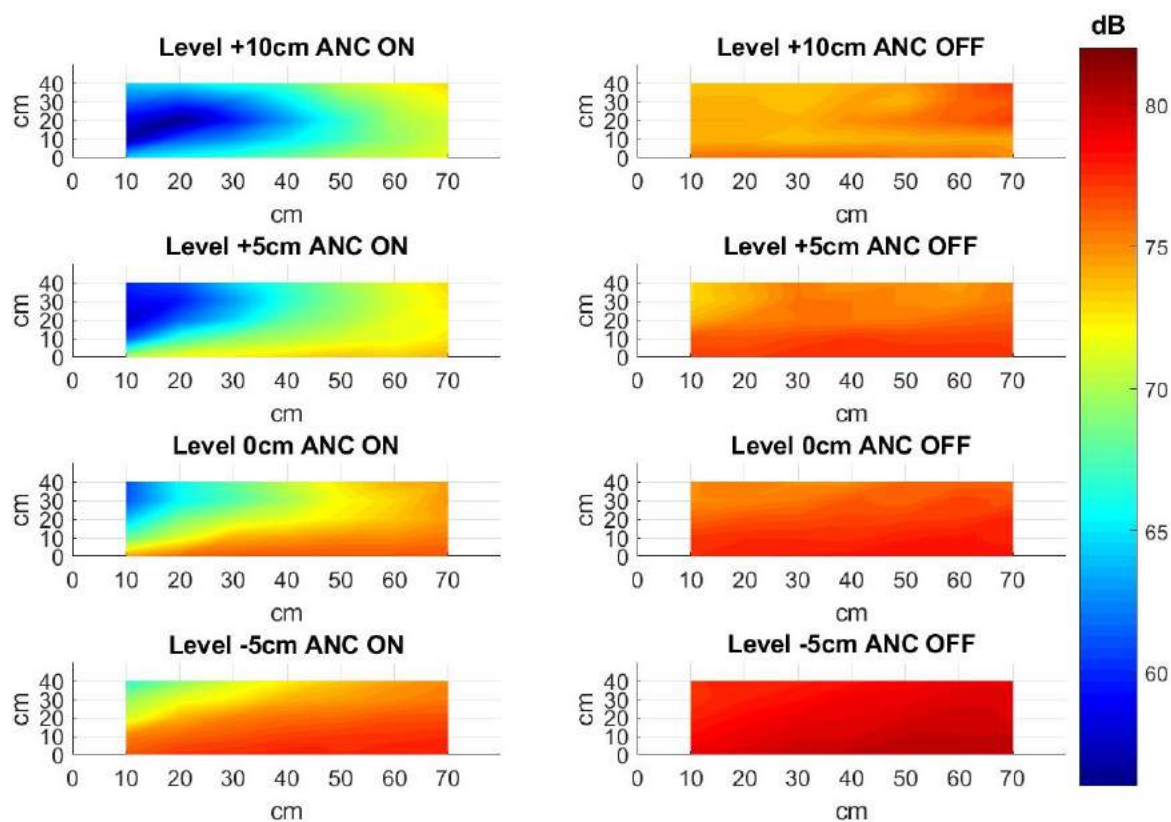 dB
Level +10cm ANC ON
Level +10cm ANC OFF
cm
40
30
20
10
0
0 10 20 30 40 50 60 70
cm
cm
40
30
20
10
0
0 10 20 30 40 50 60 70
cm
Level +5cm ANC ON
Level +5cm ANC OFF
cm
40
30
20
10
0
0 10 20 30 40 50 60 70
cm
cm
40
30
20
10
0
0 10 20 30 40 50 60 70
cm
Level 0cm ANC ON
Level 0cm ANC OFF
cm
40
30
20
10
0
0 10 20 30 40 50 60 70
cm
cm
40
30
20
10
0
0 10 20 30 40 50 60 70
cm
Level -5cm ANC ON
Level -5cm ANC OFF
cm
40
30
20
10
0
0 10 20 30 40 50 60 70
cm
cm
40
30
20
10
0
0 10 20 30 40 50 60 70
cm
80
75
70
65
60